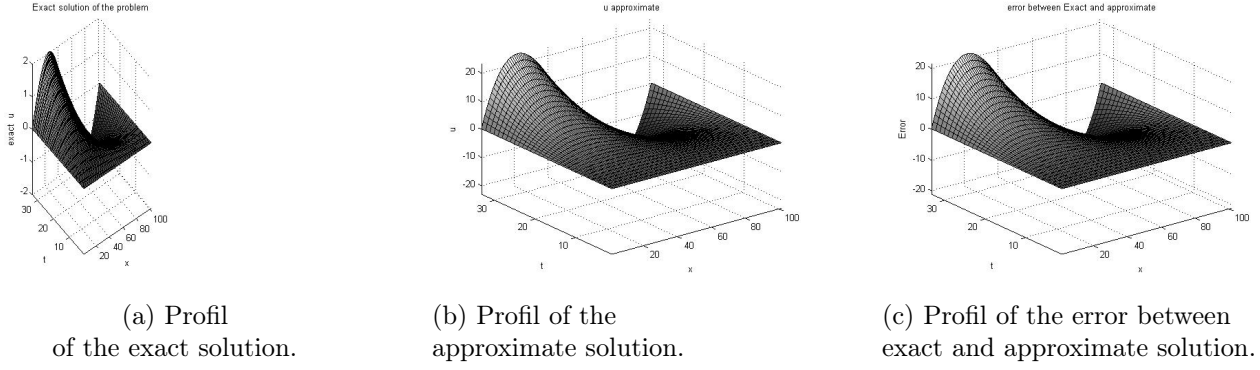 Exact solution of the problem
2
1
0
-1
-2
exact u
30
20
10
t
20
40
60
80
100
x
u approximate
20
10
0
-10
-20
u
30
20
10
t
20
40
60
80
100
x
error between Exact and approximate
20
10
0
-10
-20
Error
30
20
10
t
20
40
60
80
100
x
(a) Profil
of the exact solution.
(b) Profil of the
approximate solution.
(c) Profil of the error between
exact and approximate solution.